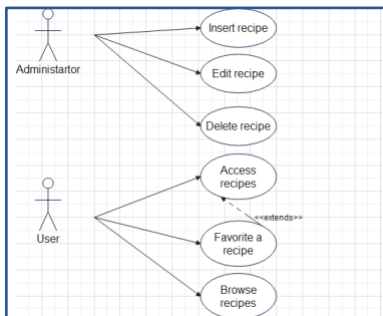 Insert recipe
Administartor
Edit recipe
Delete recipe
Access
recipes
<<extends>>
User
Favorite a
recipe
Browse
recipes